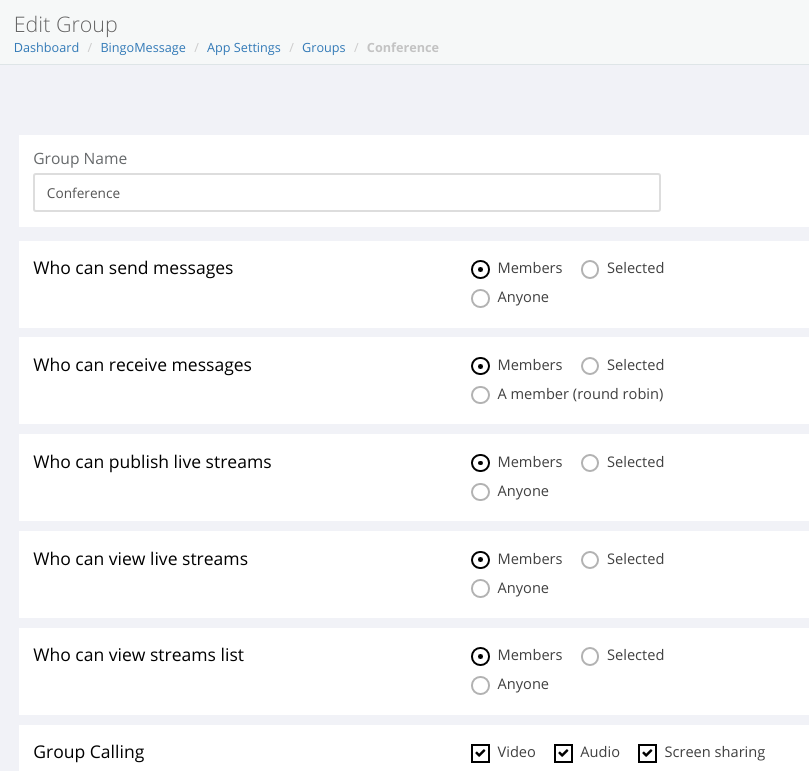 Edit Group
Dashboard / BingoMessage / App Settings / Groups / Conference
Group Name
Conference
Who can send messages Members Selected
Anyone
Who can receive messages Members Selected
A member (round robin)
Who can publish live streams Members Selected
Anyone
Who can view live streams Members Selected
Anyone
Who can view streams list Members Selected
Anyone
Group Calling Video Audio Screen sharing